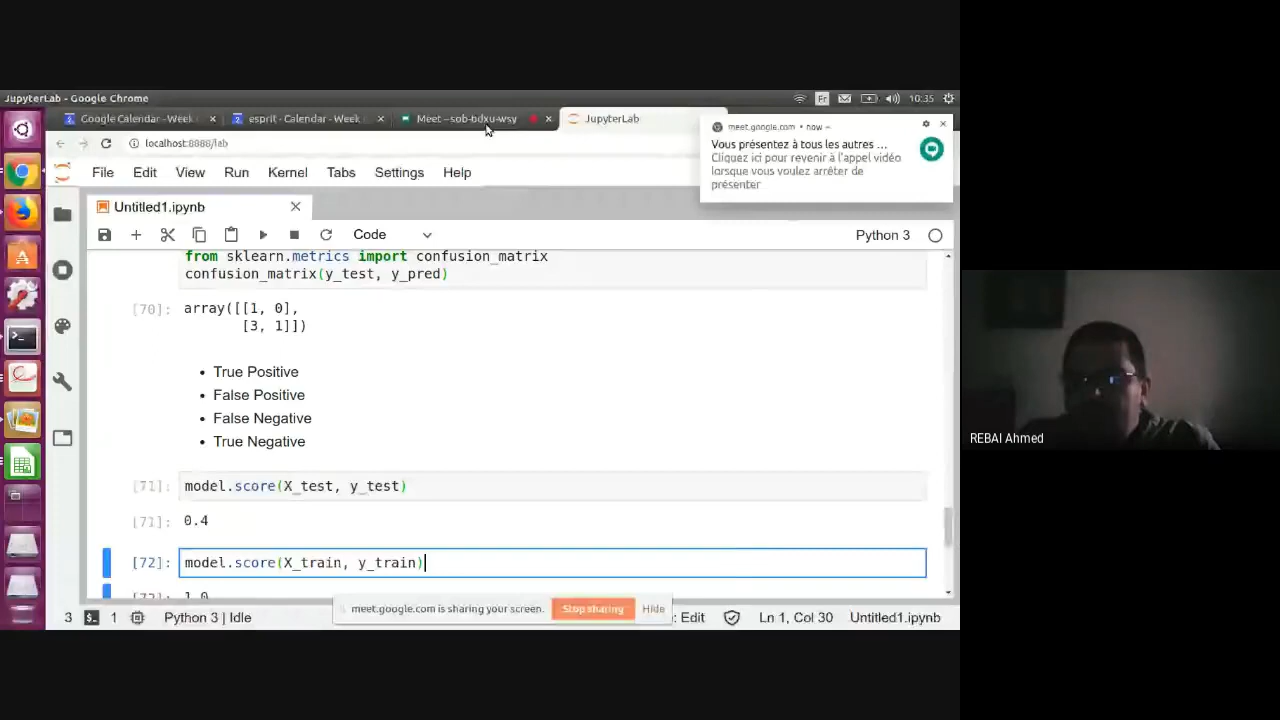 JupyterLab - Google Chrome
Fr
10:35
Google Calendar - Week
esprit - Calendar - Week
Meet – sob-bdxu-wsy
JupyterLab
localhost:8888/lab
meet.google.com • now
Vous présentez à tous les autres ...
Cliquez ici pour revenir à l'appel vidéo
lorsque vous voulez arrêter de
présenter
File Edit View Run Kernel Tabs Settings Help
Untitled1.ipynb
Code
Python 3
from sklearn.metrics import confusion_matrix
confusion_matrix(y_test, y_pred)
[70]: array([[1, 0],
[3, 1]])
• True Positive
• False Positive
• False Negative
• True Negative
[71]: model.score(X_test, y_test)
[71]: 0.4
[72]: model.score(X_train, y_train)
[72]: 1.0
meet.google.com is sharing your screen. Stop sharing Hide
3 1 Python 3 | Idle : Edit Ln 1, Col 30 Untitled1.ipynb
REBAI Ahmed